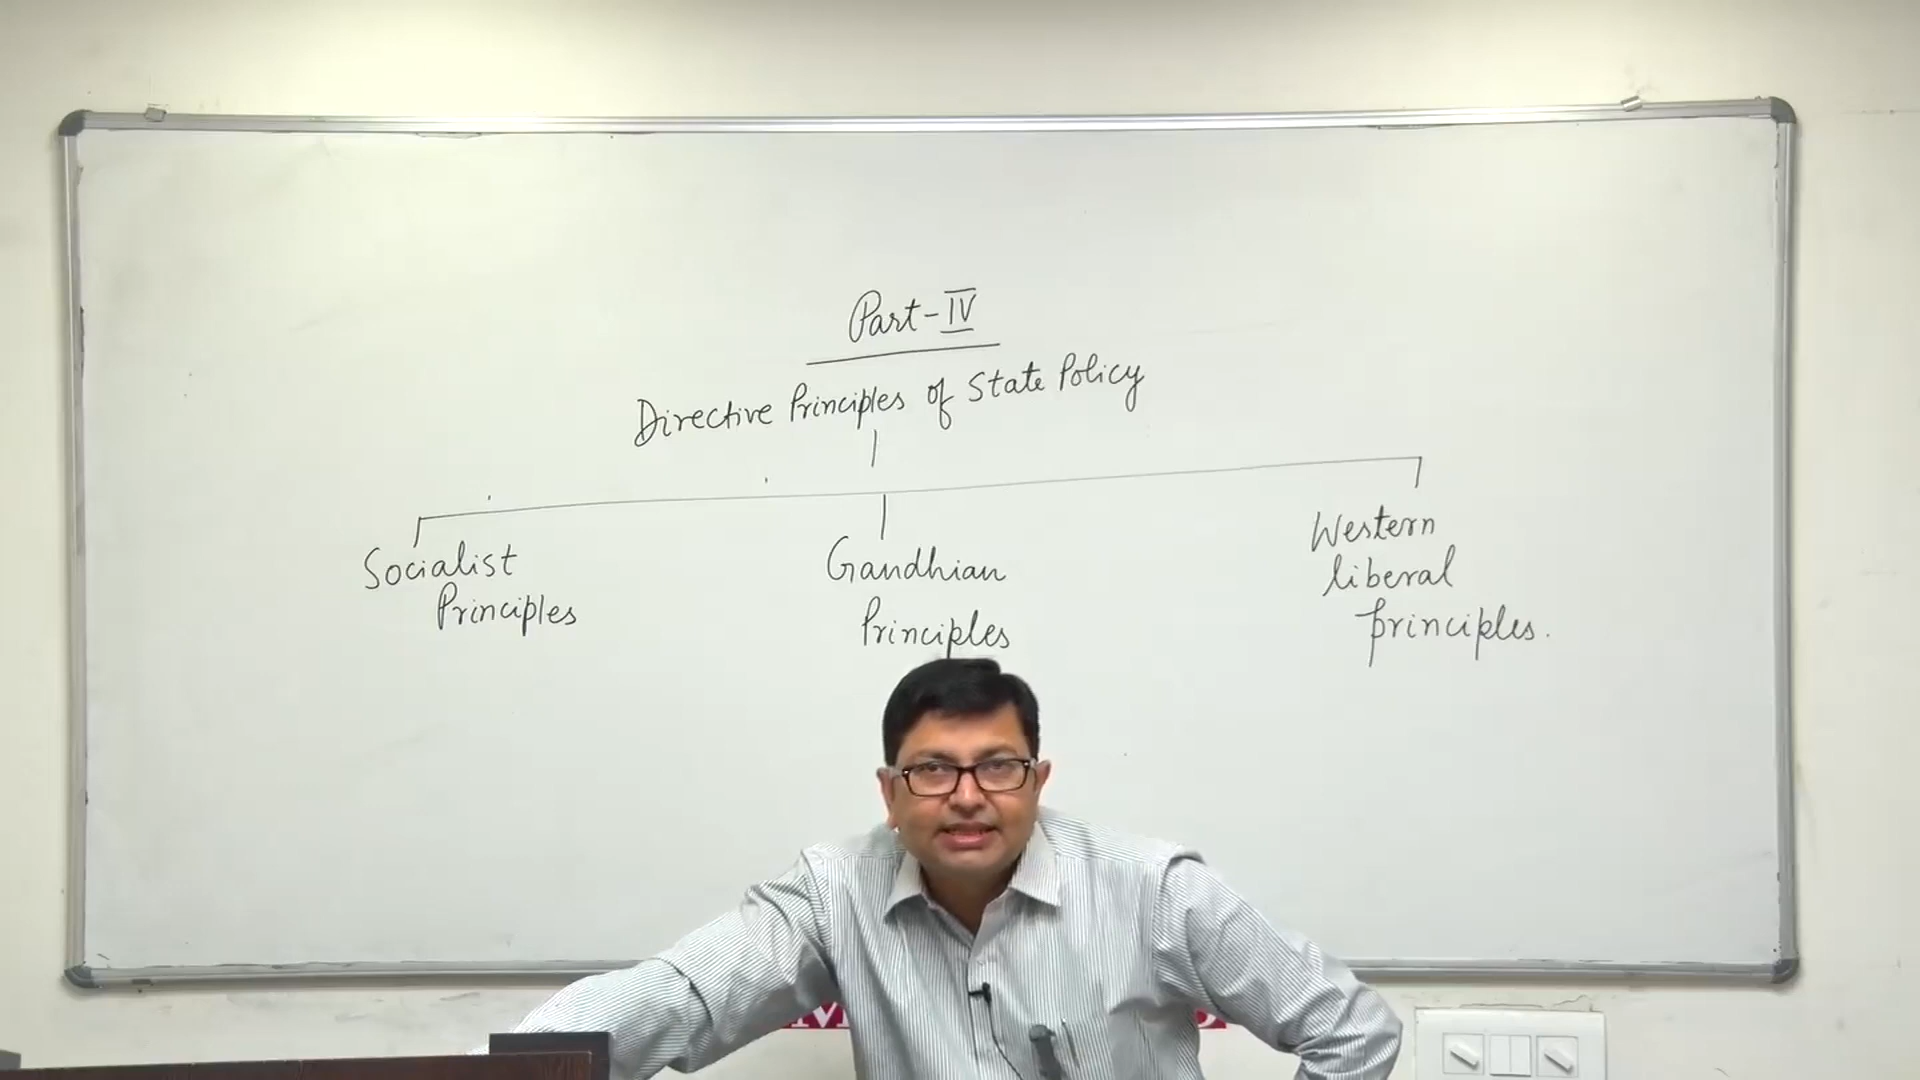 Part-IV
Directive Principles of State Policy
Socialist
Principles
Gandhian
Principles
Western
liberal
principles.